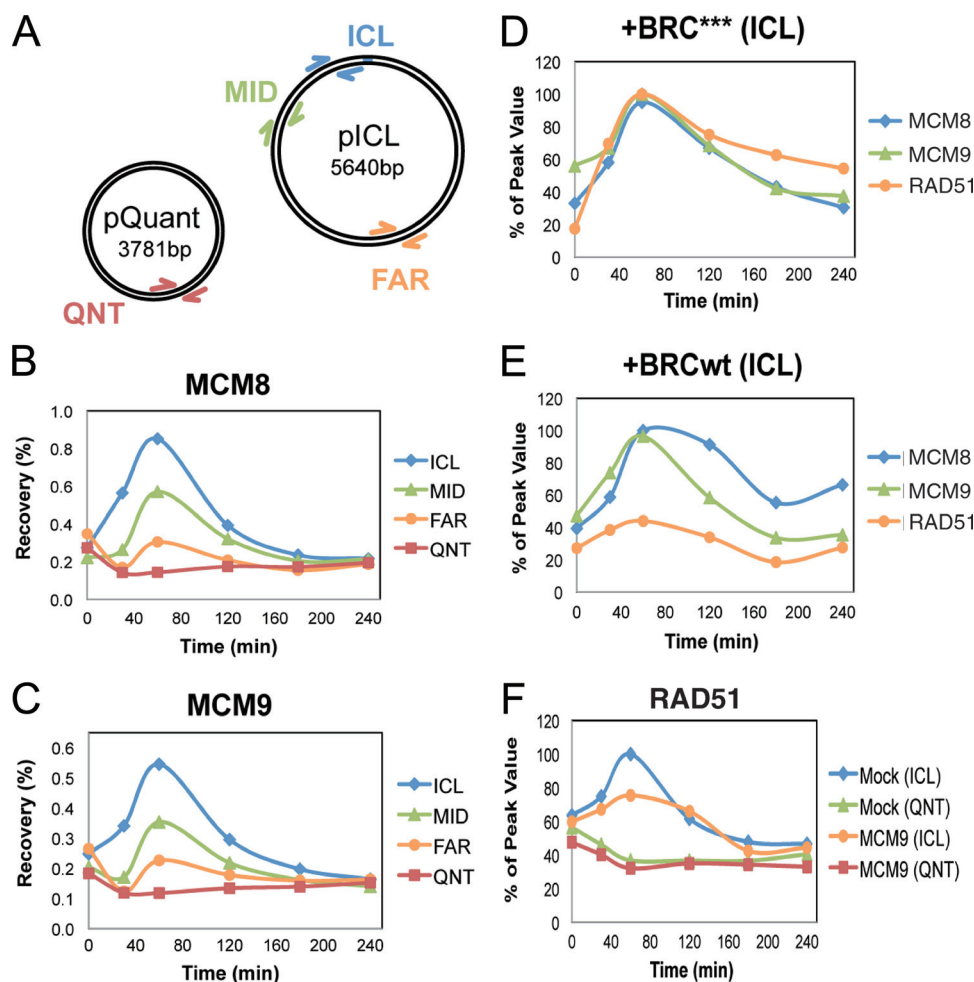 A
ICL
MID
pICL
5640bp
pQuant
3781bp
QNT
FAR
B
MCM8
Recovery (%)
1.0
0.8
0.6
0.4
0.2
0.0
0 40 80 120 160 200 240
Time (min)
ICL
MID
FAR
QNT
C
MCM9
Recovery (%)
0.6
0.5
0.4
0.3
0.2
0.1
0.0
0 40 80 120 160 200 240
Time (min)
ICL
MID
FAR
QNT
D
+BRC*** (ICL)
% of Peak Value
120
100
80
60
40
20
0
0 40 80 120 160 200 240
Time (min)
MCM8
MCM9
RAD51
E
+BRCwt (ICL)
% of Peak Value
120
100
80
60
40
20
0
0 40 80 120 160 200 240
Time (min)
MCM8
MCM9
RAD51
F
RAD51
% of Peak Value
120
100
80
60
40
20
0
0 40 80 120 160 200 240
Time (min)
Mock (ICL)
Mock (QNT)
MCM9 (ICL)
MCM9 (QNT)